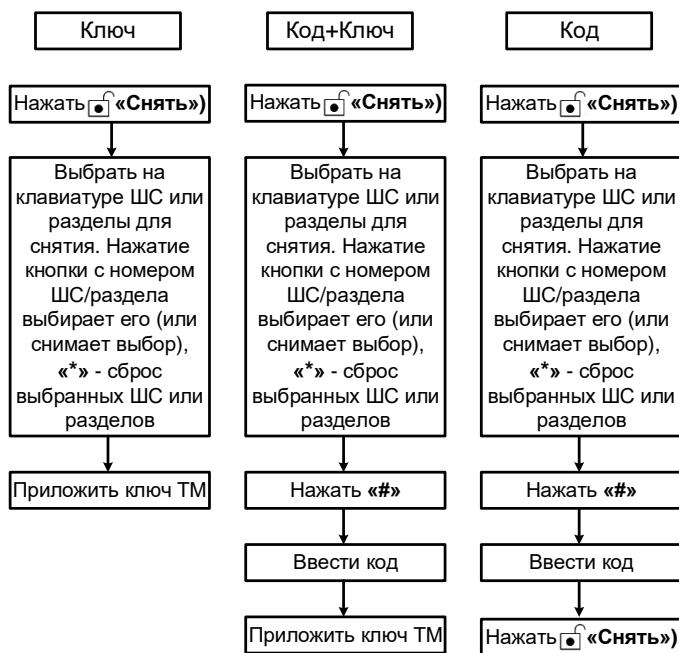 Ключ
Нажать «Снять»)
Выбрать на
клавиатуре ШС или
разделы для
снятия. Нажатие
кнопки с номером
ШС/раздела
выбирает его (или
снимает выбор),
«*» - сброс
выбранных ШС или
разделов
Приложить ключ ТМ
Код+Ключ
Нажать «Снять»)
Выбрать на
клавиатуре ШС или
разделы для
снятия. Нажатие
кнопки с номером
ШС/раздела
выбирает его (или
снимает выбор),
«*» - сброс
выбранных ШС или
разделов
Нажать «#»
Ввести код
Приложить ключ ТМ
Код
Нажать «Снять»)
Выбрать на
клавиатуре ШС или
разделы для
снятия. Нажатие
кнопки с номером
ШС/раздела
выбирает его (или
снимает выбор),
«*» - сброс
выбранных ШС или
разделов
Нажать «#»
Ввести код
Нажать «Снять»)